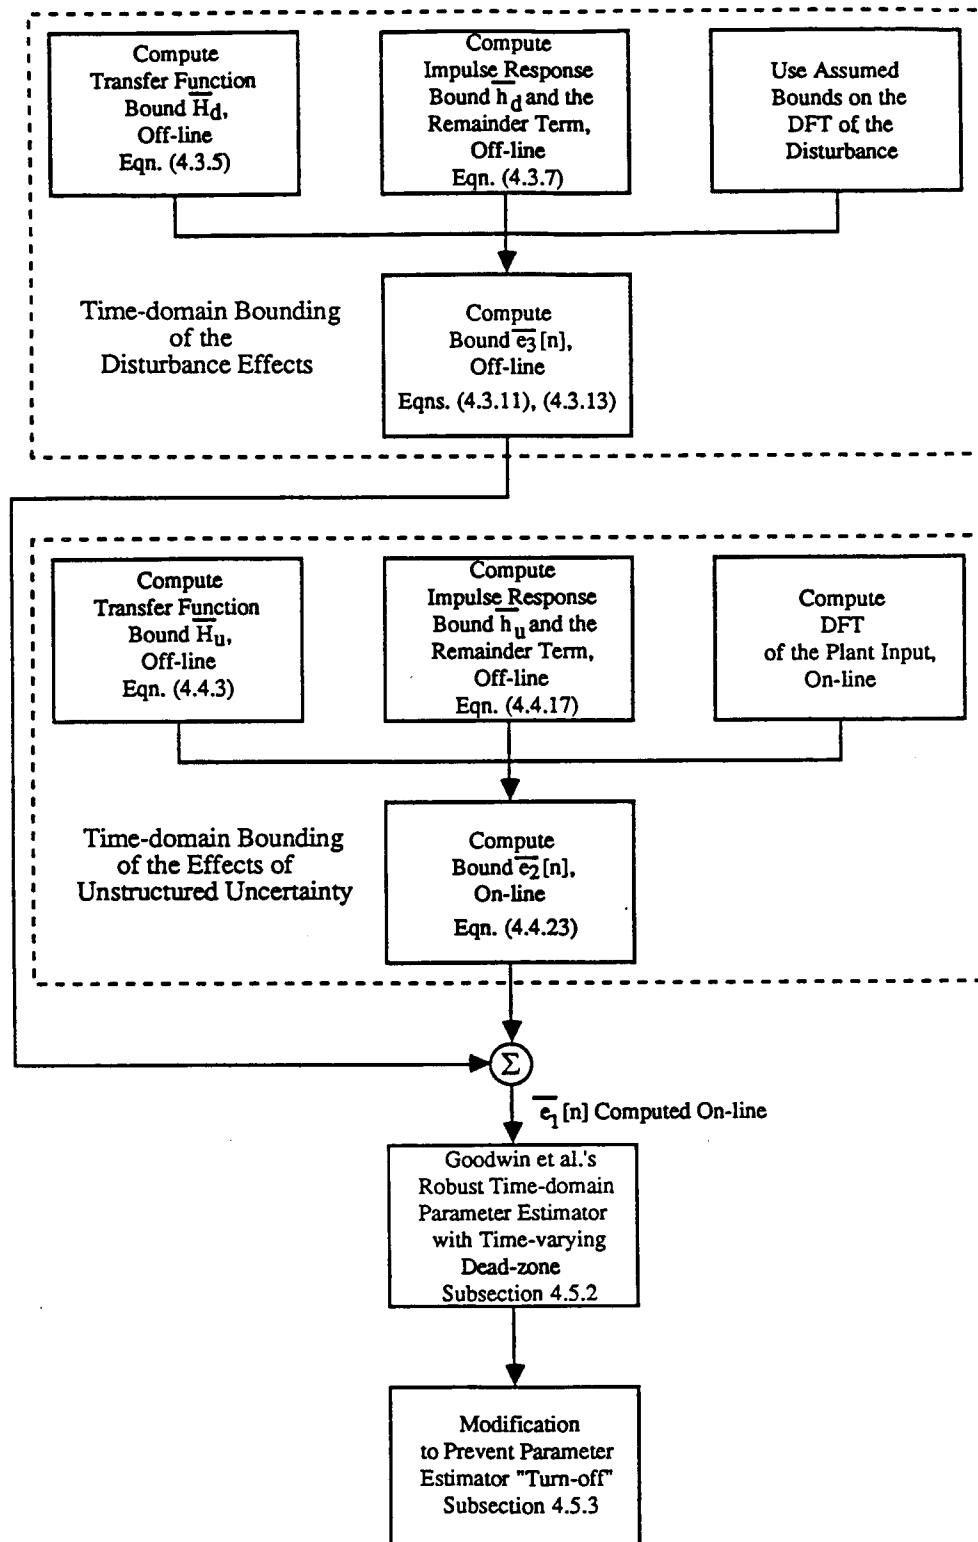 Compute
Transfer Function
Bound H̅d,
Off-line
Eqn. (4.3.5)
Compute
Impulse Response
Bound h̅d and the
Remainder Term,
Off-line
Eqn. (4.3.7)
Use Assumed
Bounds on the
DFT of the
Disturbance
Time-domain Bounding
of the
Disturbance Effects
Compute
Bound e̅3[n],
Off-line
Eqns. (4.3.11), (4.3.13)
Compute
Transfer Function
Bound H̅u,
Off-line
Eqn. (4.4.3)
Compute
Impulse Response
Bound h̅u and the
Remainder Term,
Off-line
Eqn. (4.4.17)
Compute
DFT
of the Plant Input,
On-line
Time-domain Bounding
of the Effects of
Unstructured Uncertainty
Compute
Bound e̅2[n],
On-line
Eqn. (4.4.23)
Σ
e̅1[n] Computed On-line
Goodwin et al.'s
Robust Time-domain
Parameter Estimator
with Time-varying
Dead-zone
Subsection 4.5.2
Modification
to Prevent Parameter
Estimator "Turn-off"
Subsection 4.5.3